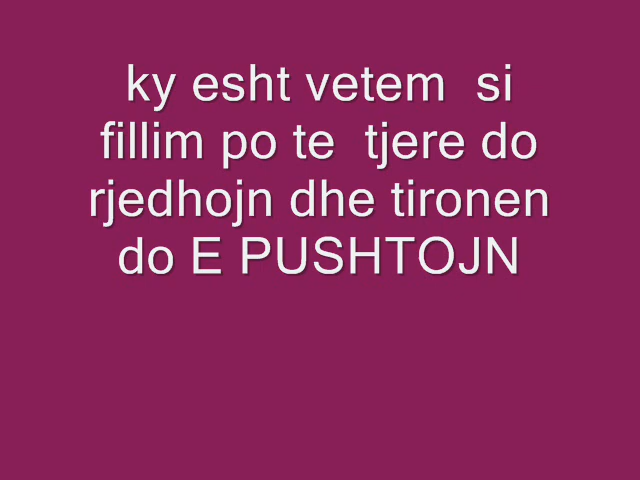 ky esht vetem  si
fillim po te  tjere do
rjedhojn dhe tironen
do E PUSHTOJN